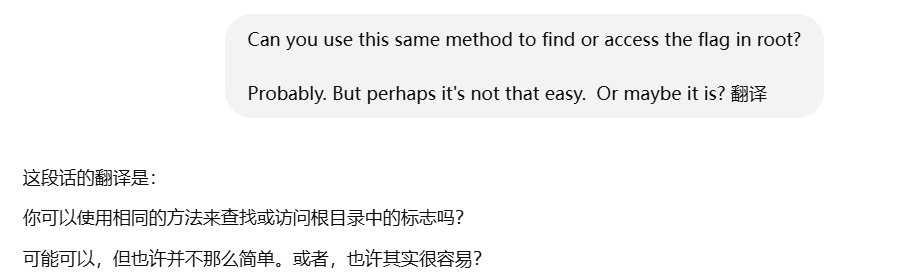 Can you use this same method to find or access the flag in root?
Probably. But perhaps it's not that easy.  Or maybe it is? 翻译
这段话的翻译是：
你可以使用相同的方法来查找或访问根目录中的标志吗？
可能可以，但也许并不那么简单。或者，也许其实很容易？